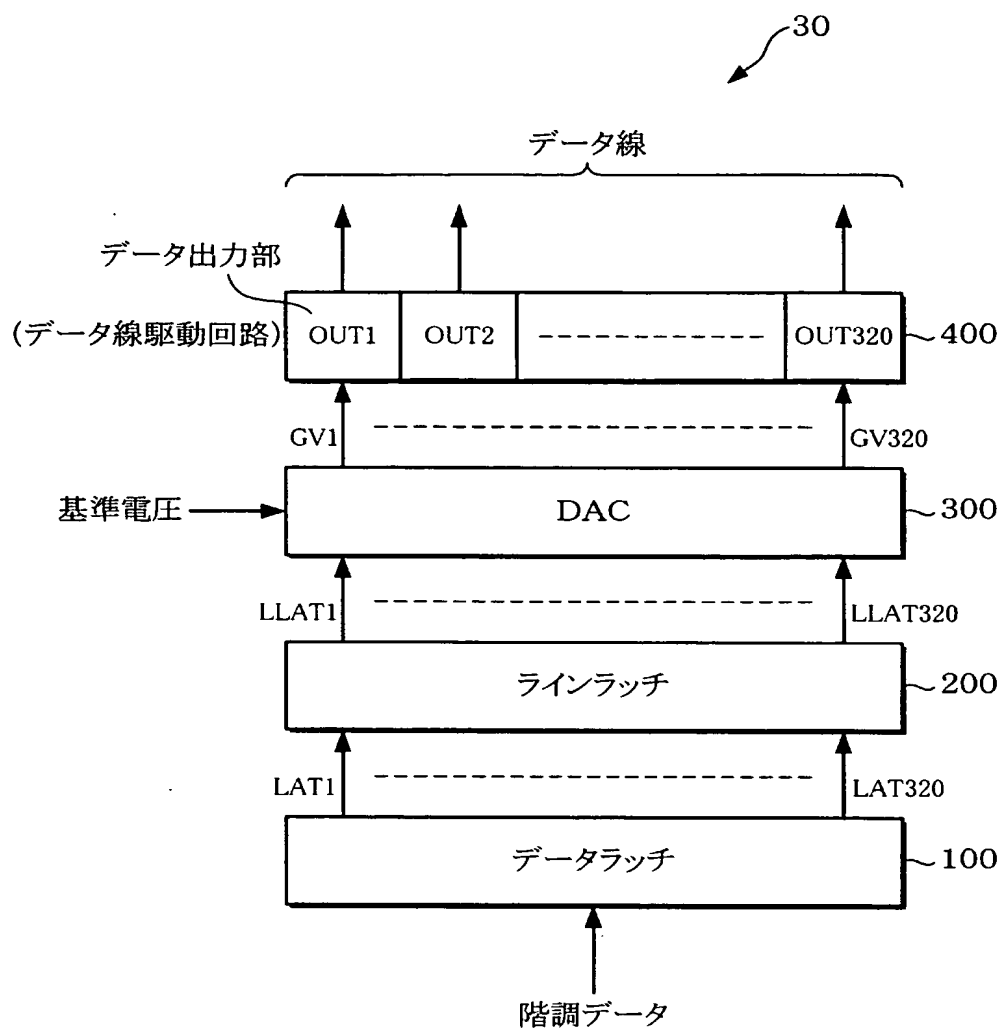 30
データ線
データ出力部
(データ線駆動回路)
OUT1
OUT2
OUT320
400
GV1
GV320
基準電圧
DAC
300
LLAT1
LLAT320
ラインラッチ
200
LAT1
LAT320
データラッチ
100
階調データ